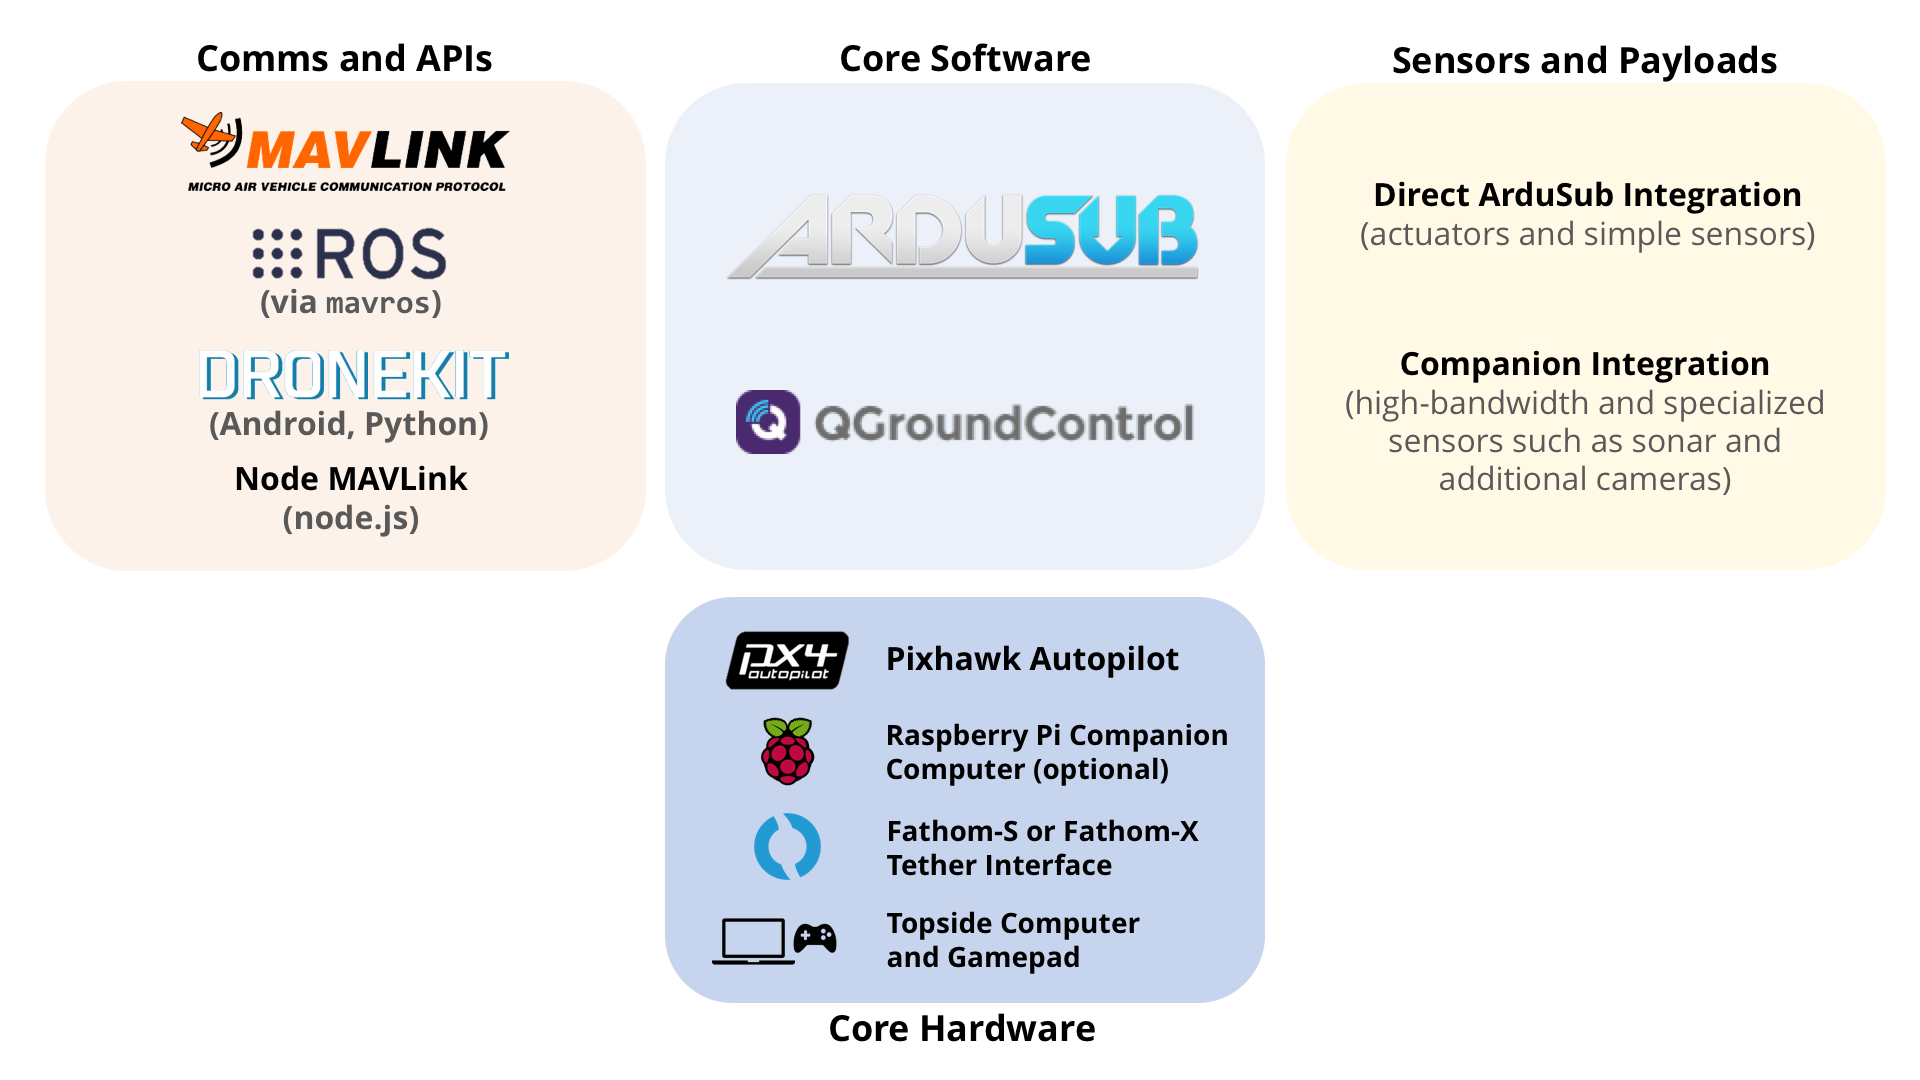 Comms and APIs
MAVLINK
MICRO AIR VEHICLE COMMUNICATION PROTOCOL
ROS
(via mavros)
DRONEKIT
(Android, Python)
Node MAVLink
(node.js)
Core Software
ARDUSUB
QGroundControl
Sensors and Payloads
Direct ArduSub Integration
(actuators and simple sensors)
Companion Integration
(high-bandwidth and specialized
sensors such as sonar and
additional cameras)
px4
autopilot
Pixhawk Autopilot
Raspberry Pi Companion
Computer (optional)
Fathom-S or Fathom-X
Tether Interface
Topside Computer
and Gamepad
Core Hardware